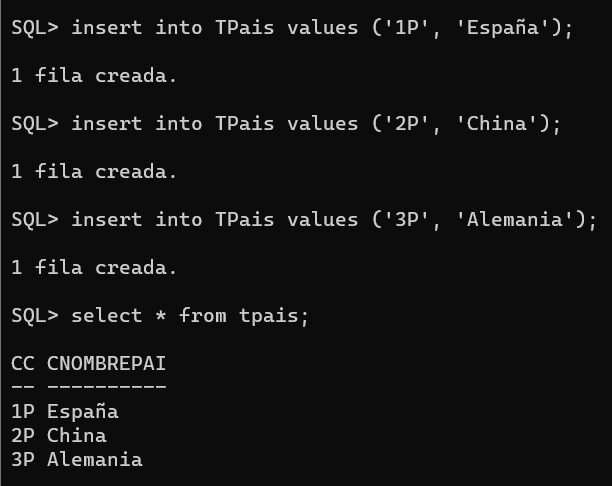 SQL> insert into TPais values ('1P', 'España');
1 fila creada.
SQL> insert into TPais values ('2P', 'China');
1 fila creada.
SQL> insert into TPais values ('3P', 'Alemania');
1 fila creada.
SQL> select * from tpais;
CC CNOMBREPAI
-- ----------
1P España
2P China
3P Alemania